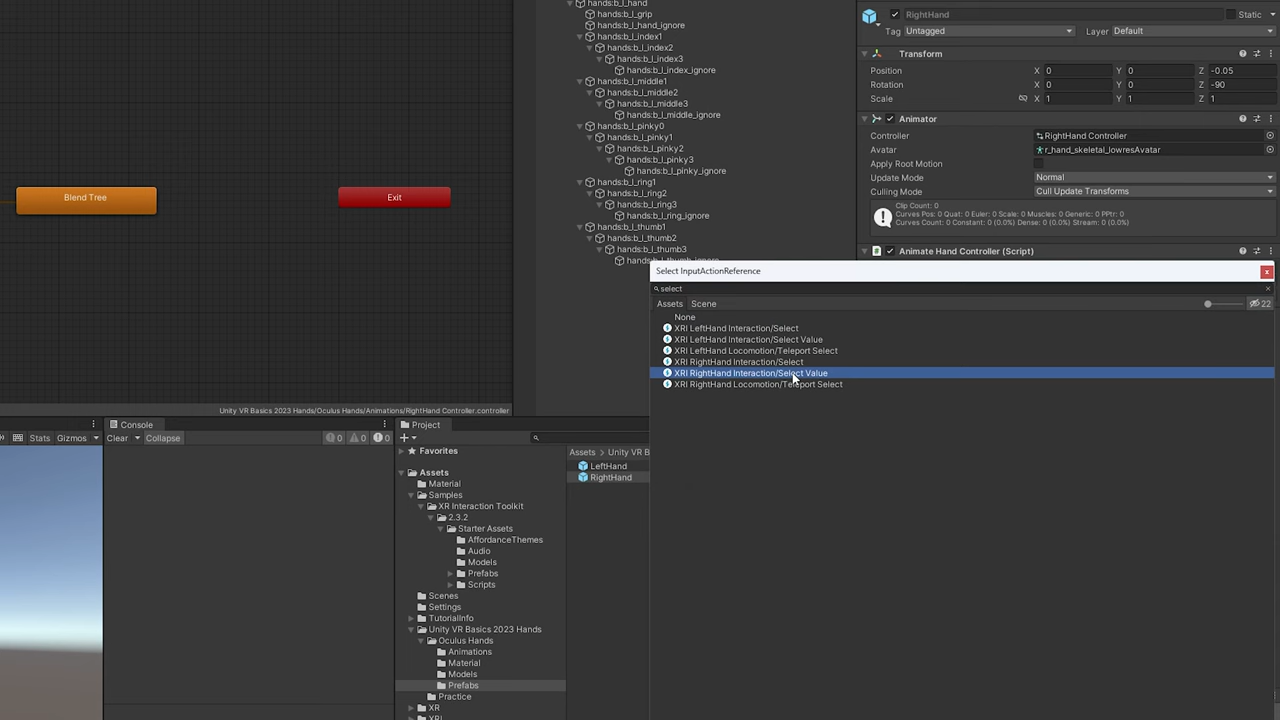 Blend Tree
Exit
Unity VR Basics 2023 Hands/Oculus Hands/Animations/RightHand Controller.controller
hands:b_l_hand
hands:b_l_grip
hands:b_l_hand_ignore
hands:b_l_index1
hands:b_l_index2
hands:b_l_index3
hands:b_l_index_ignore
hands:b_l_middle1
hands:b_l_middle2
hands:b_l_middle3
hands:b_l_middle_ignore
hands:b_l_pinky0
hands:b_l_pinky1
hands:b_l_pinky2
hands:b_l_pinky3
hands:b_l_pinky_ignore
hands:b_l_ring1
hands:b_l_ring2
hands:b_l_ring3
hands:b_l_ring_ignore
hands:b_l_thumb1
hands:b_l_thumb2
hands:b_l_thumb3
hands:b_l_thumb_ignore
RightHand
Static
Tag Untagged Layer Default
Transform
Position X 0 Y 0 Z -0.05
Rotation X 0 Y 0 Z -90
Scale X 1 Y 1 Z 1
Animator
Controller RightHand Controller
Avatar r_hand_skeletal_lowresAvatar
Apply Root Motion
Update Mode Normal
Culling Mode Cull Update Transforms
Clip Count: 0
Curves Pos: 0 Quat: 0 Euler: 0 Scale: 0 Muscles: 0 Generic: 0 PPtr: 0
Curves Count: 0 Constant: 0 (0.0%) Dense: 0 (0.0%) Stream: 0 (0.0%)
Animate Hand Controller (Script)
Select InputActionReference
x
select
Assets Scene 22
None
XRI LeftHand Interaction/Select
XRI LeftHand Interaction/Select Value
XRI LeftHand Locomotion/Teleport Select
XRI RightHand Interaction/Select
XRI RightHand Interaction/Select Value
XRI RightHand Locomotion/Teleport Select
Stats Gizmos
Console
Clear Collapse 0 0 0
Project
Favorites
Assets
Material
Samples
XR Interaction Toolkit
2.3.2
Starter Assets
AffordanceThemes
Audio
Models
Prefabs
Scripts
Scenes
Settings
TutorialInfo
Unity VR Basics 2023 Hands
Oculus Hands
Animations
Material
Models
Prefabs
Practice
XR
XRI
Assets > Unity VR B
LeftHand
RightHand